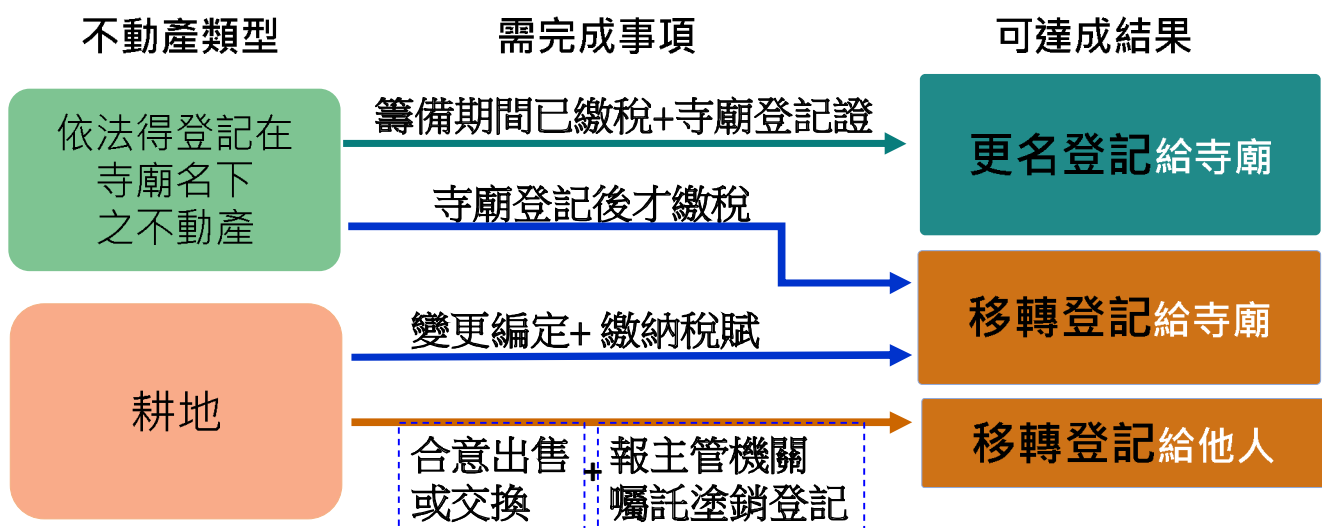 不動產類型
需完成事項
可達成結果
依法得登記在
寺廟名下
之不動產
籌備期間已繳稅+寺廟登記證
更名登記給寺廟
寺廟登記後才繳稅
移轉登記給寺廟
耕地
變更編定+ 繳納稅賦
合意出售
或交換
+
報主管機關
囑託塗銷登記
移轉登記給他人